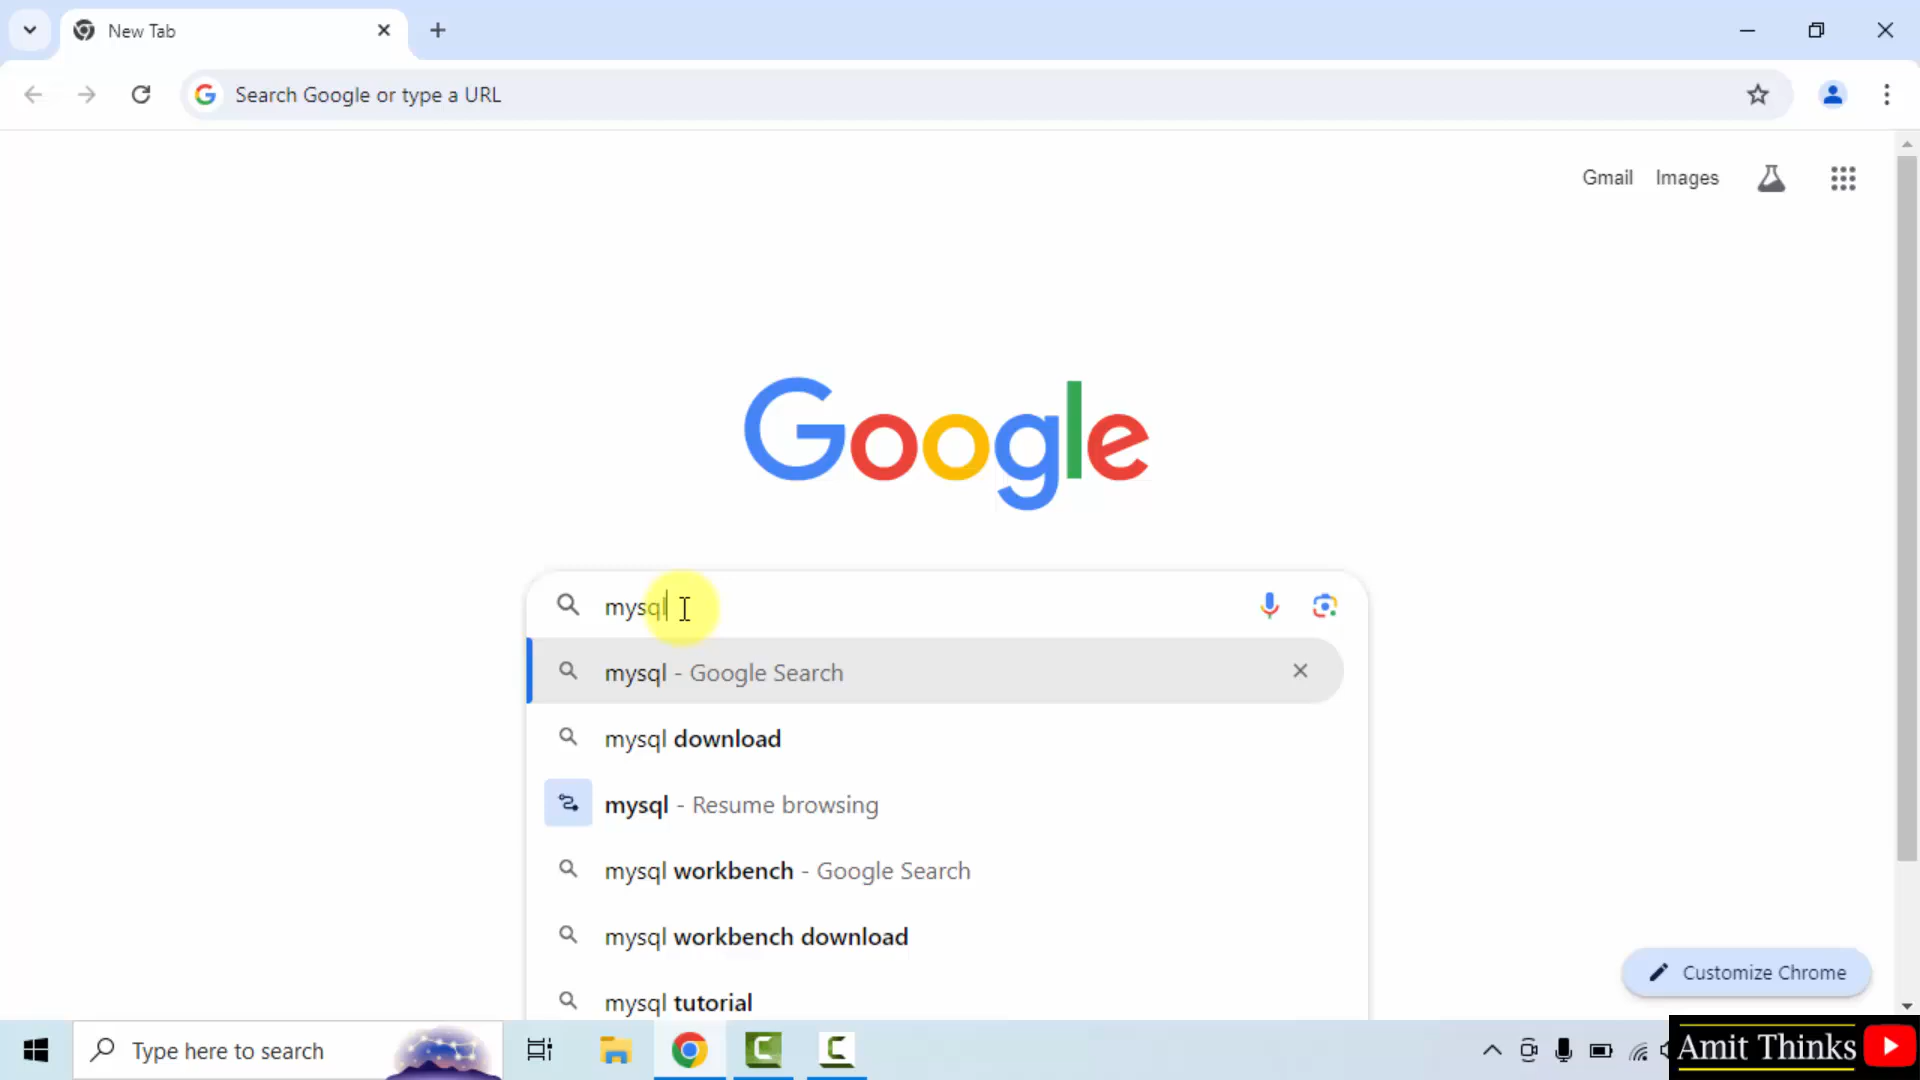 New Tab
Search Google or type a URL
Gmail Images
Google
mysql
mysql - Google Search
mysql download
mysql - Resume browsing
mysql workbench - Google Search
mysql workbench download
mysql tutorial
Customize Chrome
Type here to search
Amit Thinks